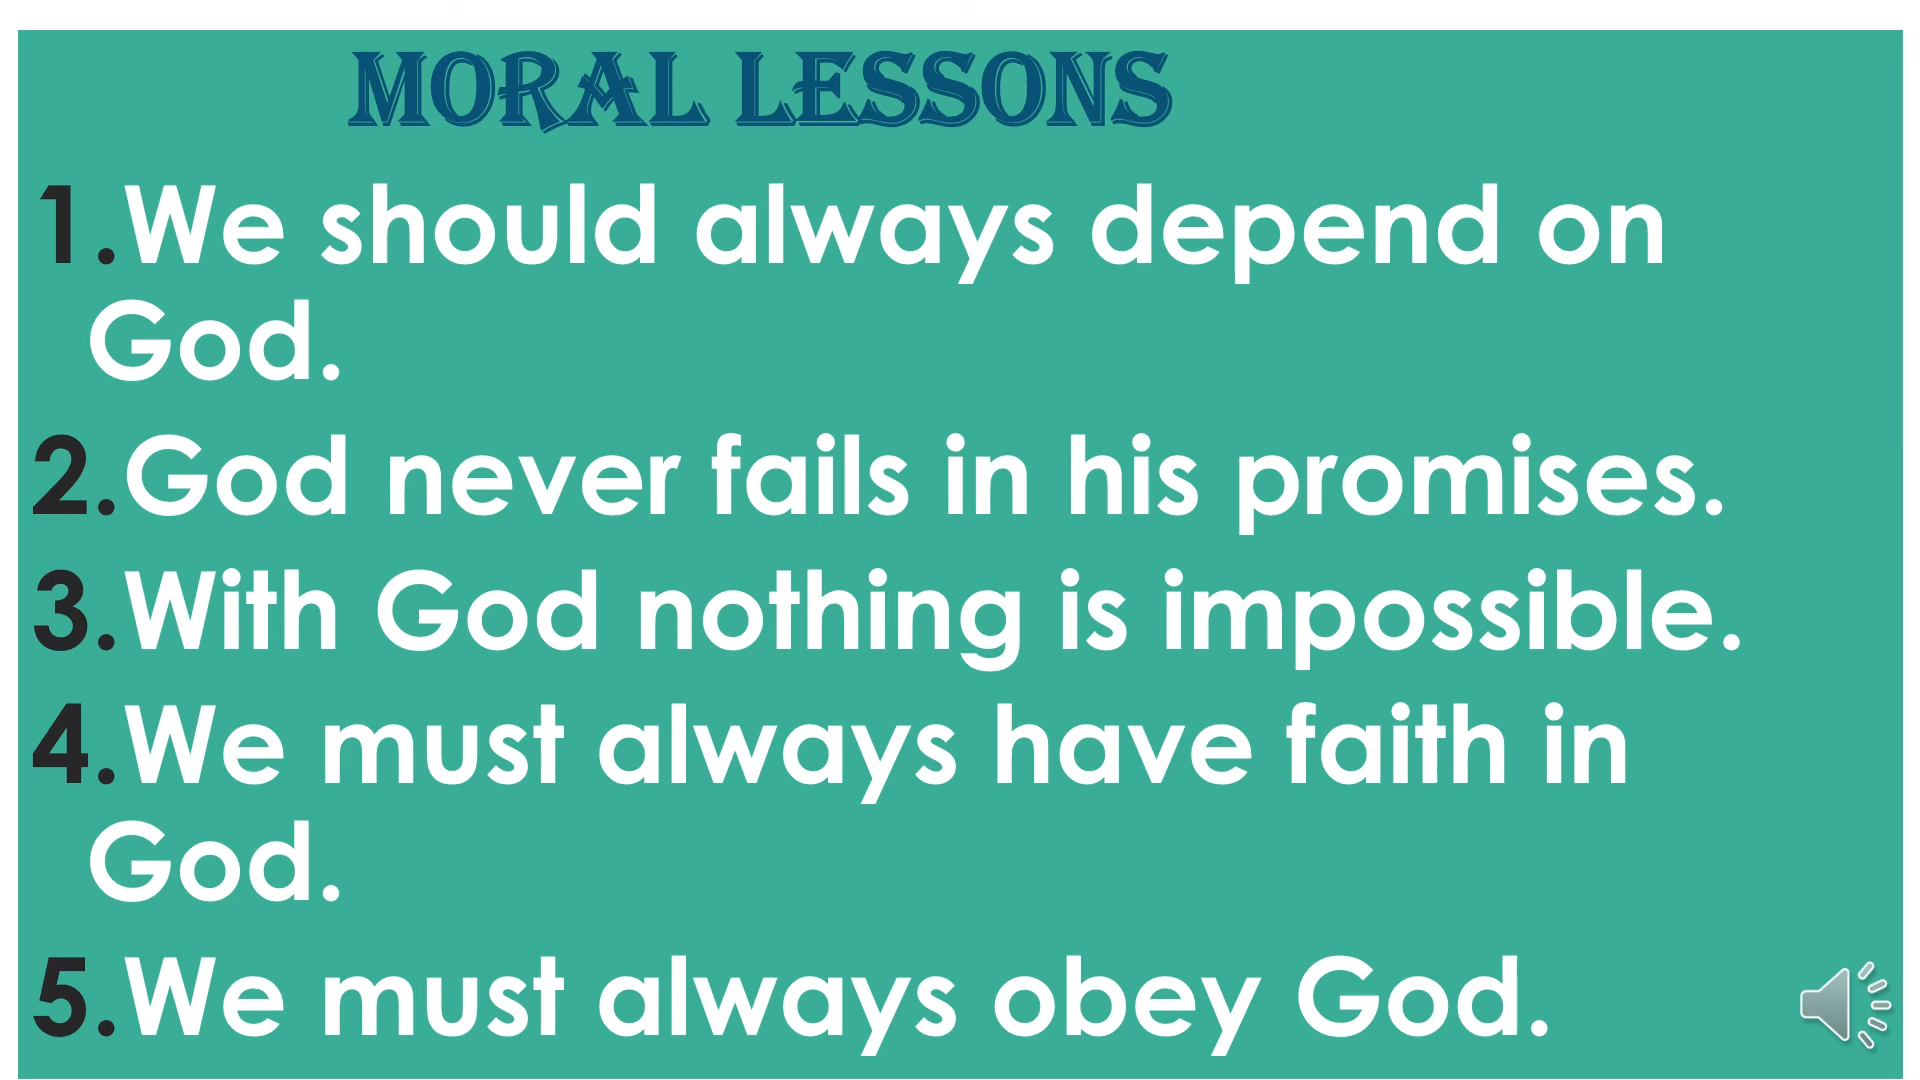 MORAL LESSONS
1.We should always depend on
God.
2.God never fails in his promises.
3.With God nothing is impossible.
4.We must always have faith in
God.
5.We must always obey God.